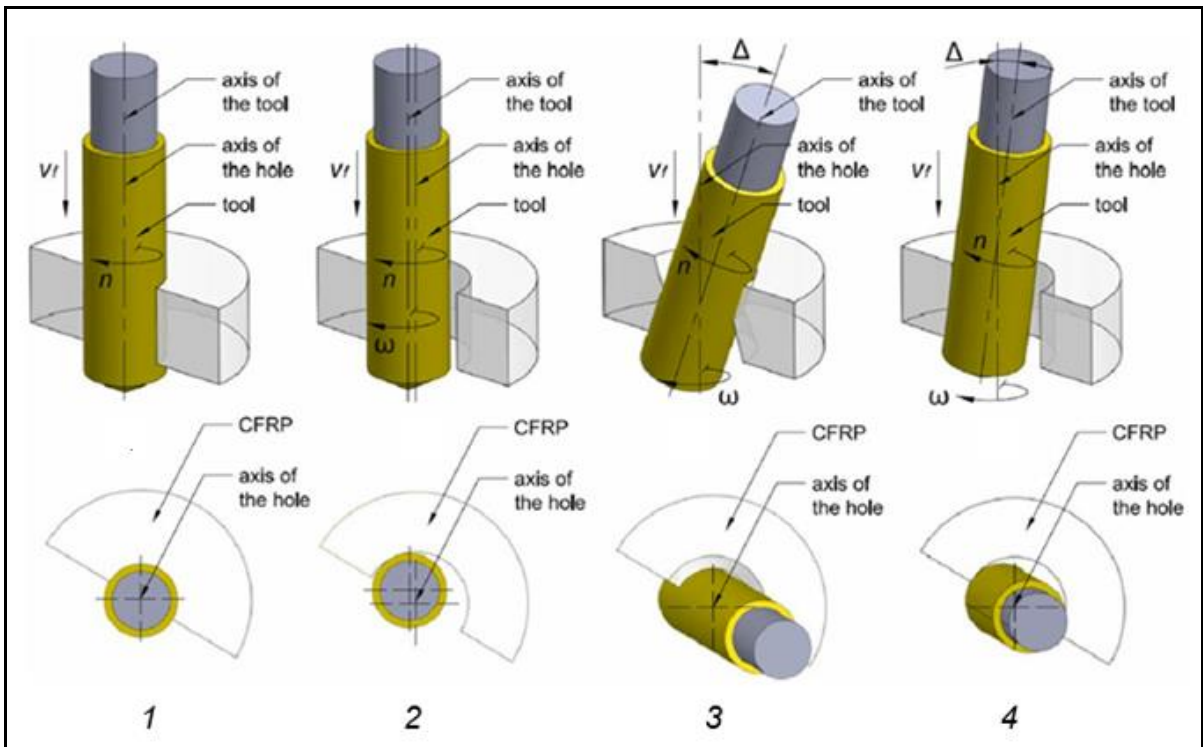 axis of
the tool
axis of
the hole
vf
tool
n
axis of
the tool
axis of
the hole
vf
tool
n
ω
Δ
axis of
the tool
axis of
the hole
vf
tool
n
ω
Δ
axis of
the tool
axis of
the hole
vf
tool
n
ω
CFRP
axis of
the hole
CFRP
axis of
the hole
CFRP
axis of
the hole
CFRP
axis of
the hole
1
2
3
4